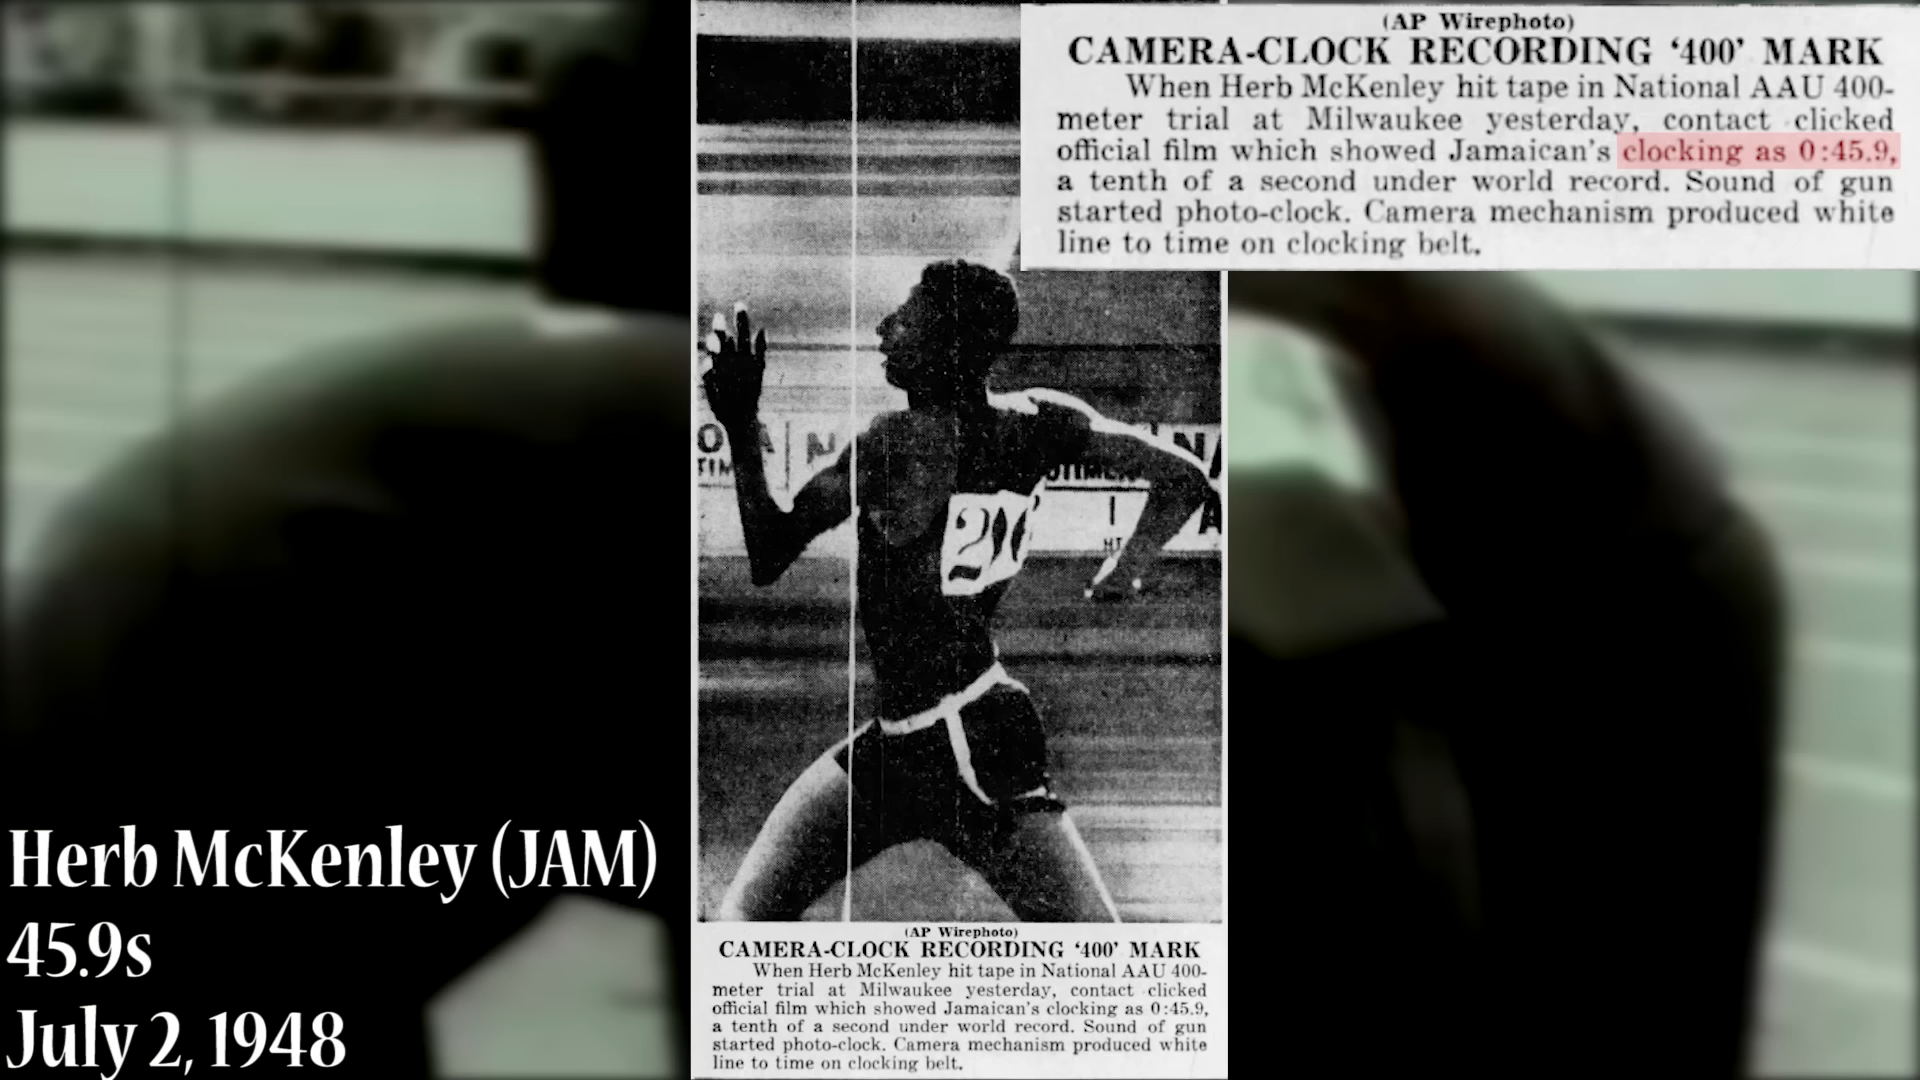 (AP Wirephoto)
CAMERA-CLOCK RECORDING ‘400’ MARK
When Herb McKenley hit tape in National AAU 400-
meter trial at Milwaukee yesterday, contact clicked
official film which showed Jamaican's clocking as 0:45.9,
a tenth of a second under world record. Sound of gun
started photo-clock. Camera mechanism produced white
line to time on clocking belt.
(AP Wirephoto)
CAMERA-CLOCK RECORDING ‘400’ MARK
When Herb McKenley hit tape in National AAU 400-
meter trial at Milwaukee yesterday, contact clicked
official film which showed Jamaican's clocking as 0:45.9,
a tenth of a second under world record. Sound of gun
started photo-clock. Camera mechanism produced white
line to time on clocking belt.
Herb McKenley (JAM)
45.9s
July 2, 1948